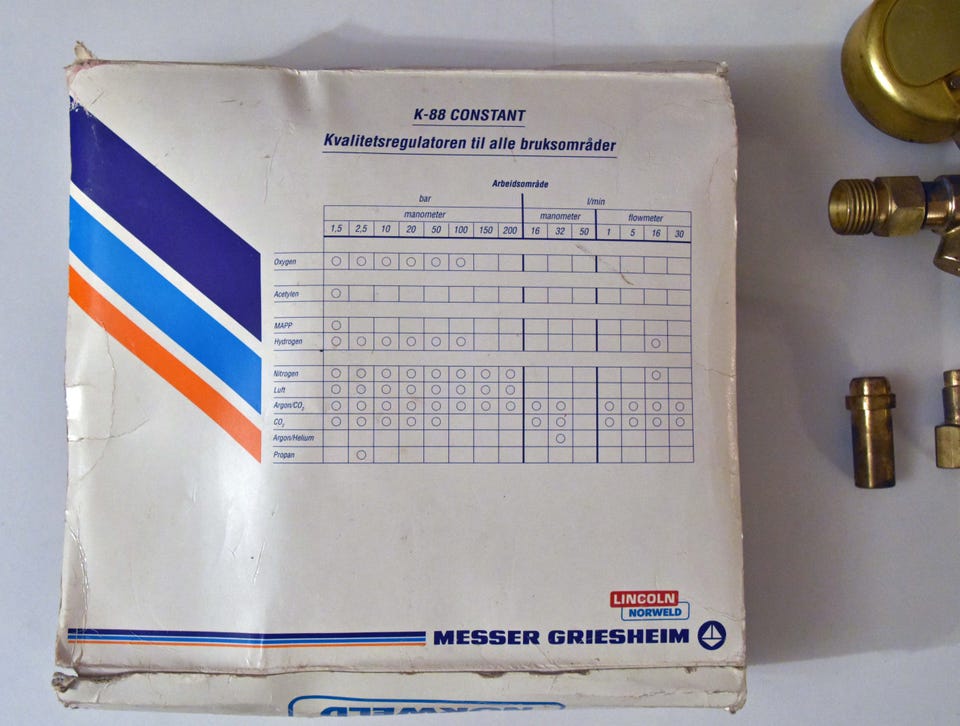 K-88 CONSTANT
Kvalitetsregulatoren til alle bruksområder
Arbeidsområde
bar l/min
manometer manometer flowmeter
1,5 2,5 10 20 50 100 150 200 16 32 50 1 5 16 30
Oxygen ○ ○ ○ ○ ○ ○
Acetylen ○
MAPP ○
Hydrogen ○ ○ ○ ○ ○ ○ ○
Nitrogen ○ ○ ○ ○ ○ ○ ○ ○ ○
Luft ○ ○ ○ ○ ○ ○ ○ ○
Argon/CO₂ ○ ○ ○ ○ ○ ○ ○ ○ ○ ○ ○ ○ ○ ○
CO₂ ○ ○ ○ ○ ○ ○ ○ ○ ○ ○ ○
Argon/Helium ○
Propan ○
LINCOLN
NORWELD
MESSER GRIESHEIM
NORWELD